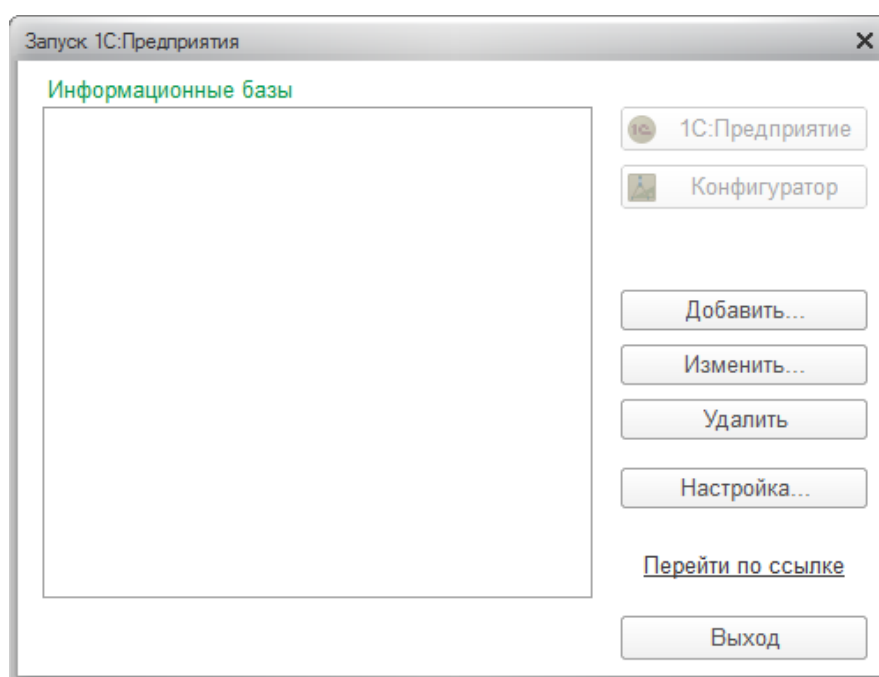 Запуск 1С:Предприятия
Информационные базы
1С:Предприятие
Конфигуратор
Добавить...
Изменить...
Удалить
Настройка...
Перейти по ссылке
Выход